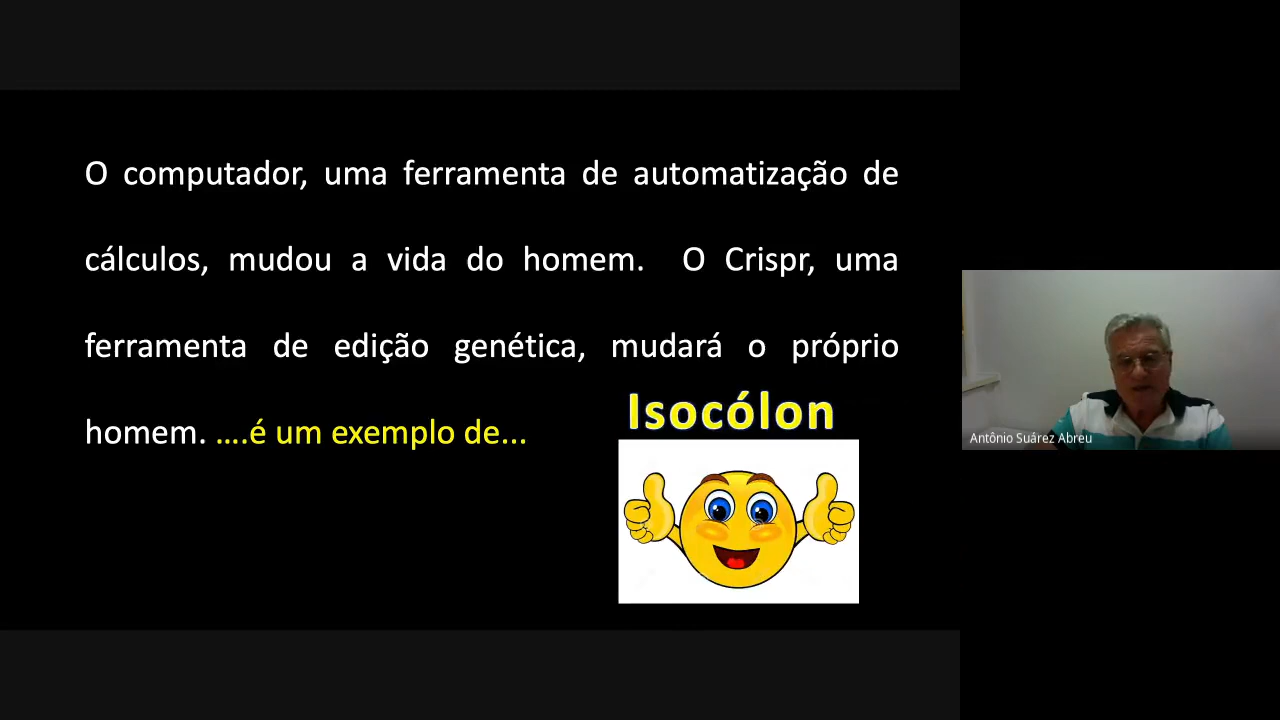 O computador, uma ferramenta de automatização de
cálculos, mudou a vida do homem. O Crispr, uma
ferramenta de edição genética, mudará o próprio
homem. ....é um exemplo de...
Isocólon
Antônio Suárez Abreu